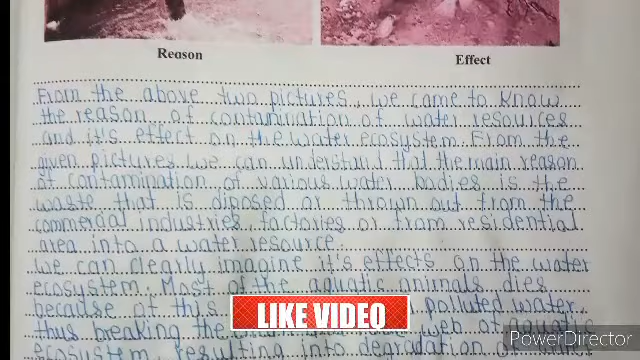 Reason
Effect
From the above two pictures, we came to know
the reason of contamination of water resources
and it's effect on the water ecosystem. From the
given pictures we can understand that the main reason
of contamination of various water bodies is the
waste that is diposed or thrown out from the
commercial industries, factories or from residential
area into a water resource.
we can clearly imagine it's effects on the water
ecosystem. Most of the aquatic animals dies
because of this polluted water.
LIKE VIDEO
thus breaking the web of aquatic
PowerDirector
ecosystem resulting into degradation of